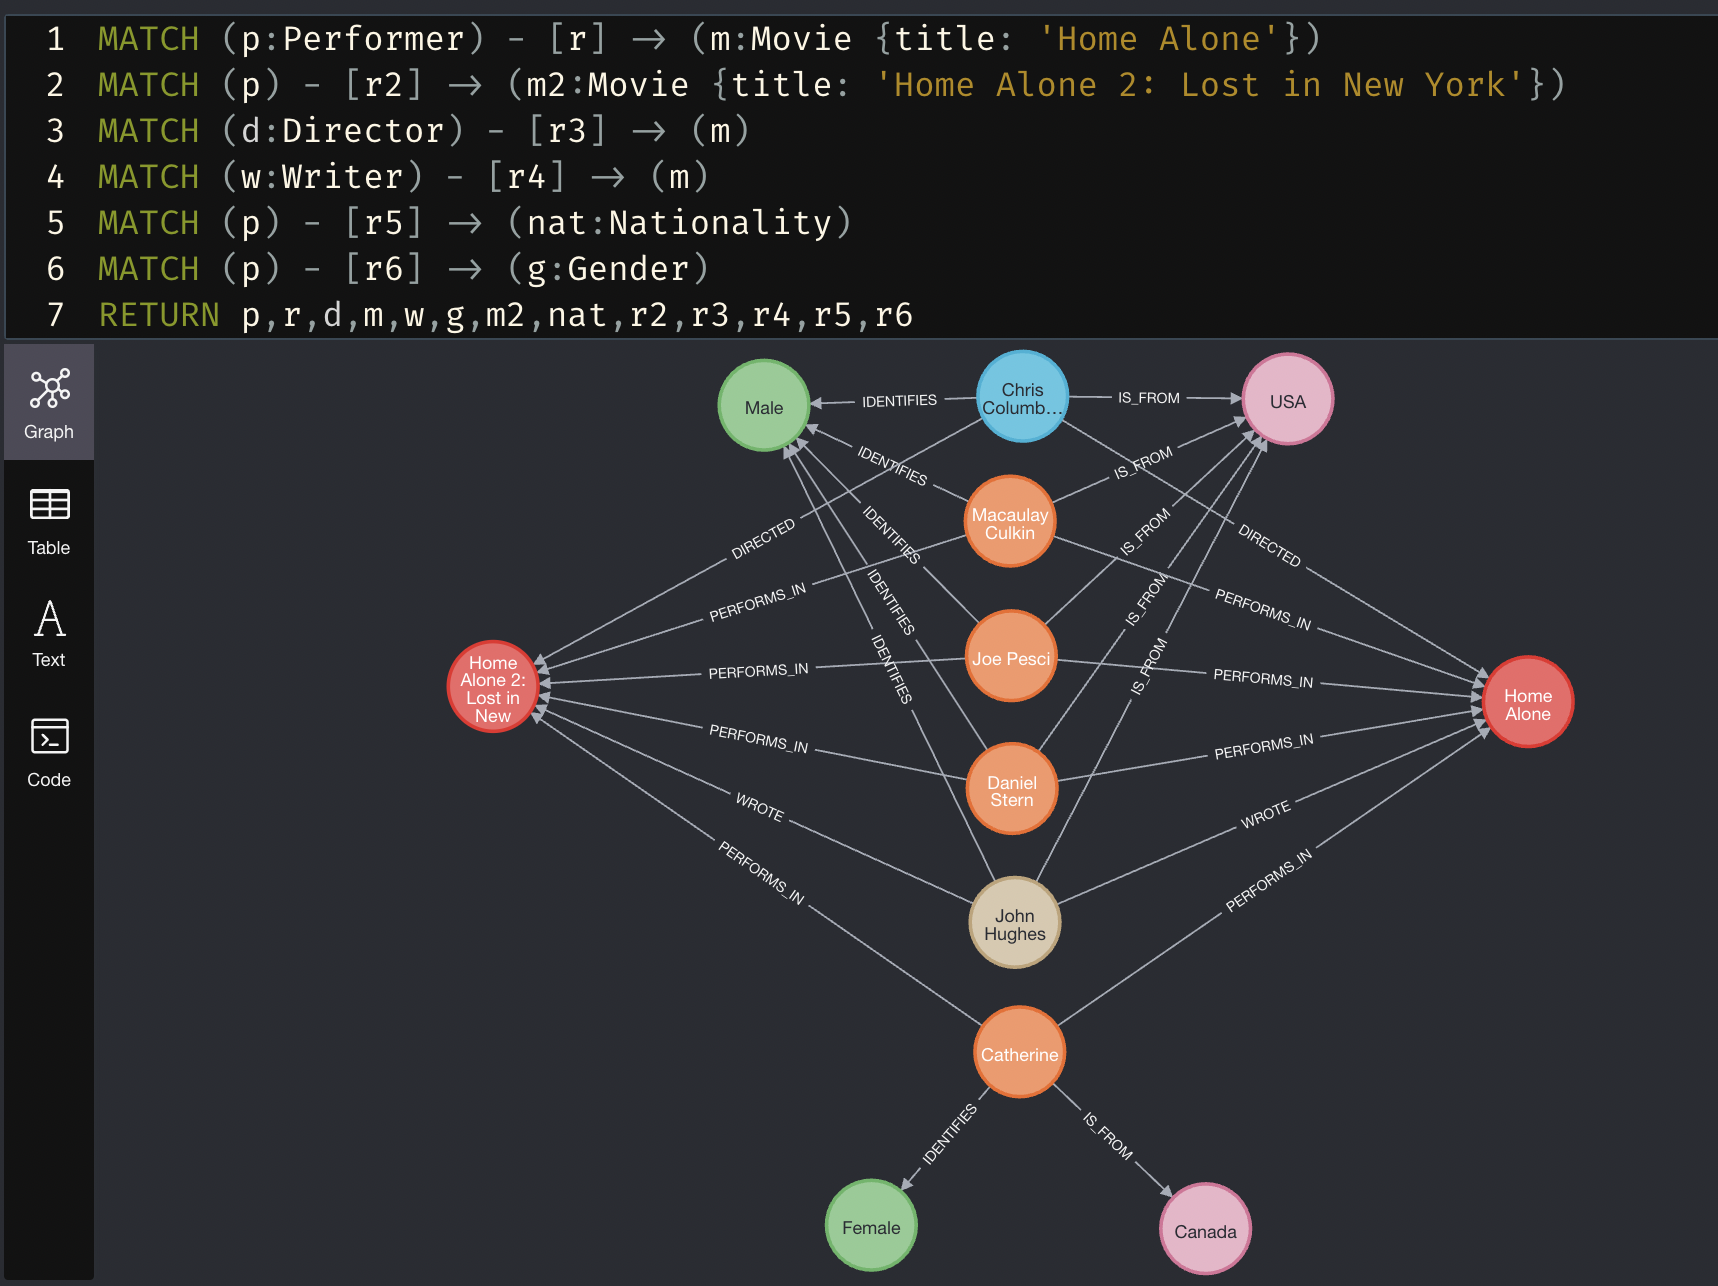 1 MATCH (p:Performer) - [r] → (m:Movie {title: 'Home Alone'})
2 MATCH (p) - [r2] → (m2:Movie {title: 'Home Alone 2: Lost in New York'})
3 MATCH (d:Director) - [r3] → (m)
4 MATCH (w:Writer) - [r4] → (m)
5 MATCH (p) - [r5] → (nat:Nationality)
6 MATCH (p) - [r6] → (g:Gender)
7 RETURN p,r,d,m,w,g,m2,nat,r2,r3,r4,r5,r6
Graph
Table
Text
Code
Male
IDENTIFIES
Chris
Columb...
IS_FROM
USA
IDENTIFIES
IS_FROM
Macaulay
Culkin
DIRECTED
IDENTIFIES
IS_FROM
DIRECTED
PERFORMS_IN
IDENTIFIES
IS_FROM
PERFORMS_IN
Home
Alone 2:
Lost in
New
PERFORMS_IN
IDENTIFIES
Joe Pesci
IS_FROM
PERFORMS_IN
Home
Alone
PERFORMS_IN
Daniel
Stern
PERFORMS_IN
WROTE
WROTE
PERFORMS_IN
John
Hughes
PERFORMS_IN
Catherine
IDENTIFIES
IS_FROM
Female
Canada